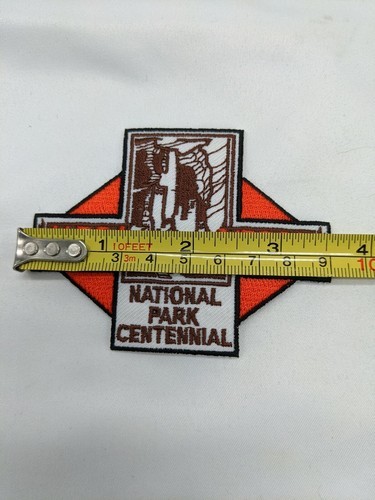 1 10FEET 2 3 4
3 3m 4 5 6 7 8 9 10
NATIONAL
PARK
CENTENNIAL